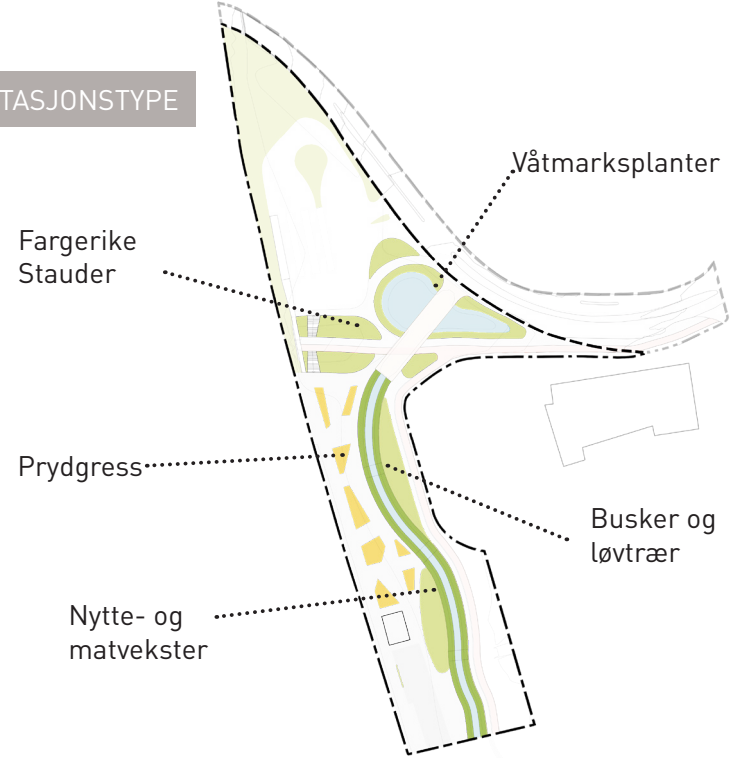 TASJONSTYPE
Våtmarksplanter
Fargerike
Stauder
Prydgress
Busker og
løvtrær
Nytte- og
matvekster